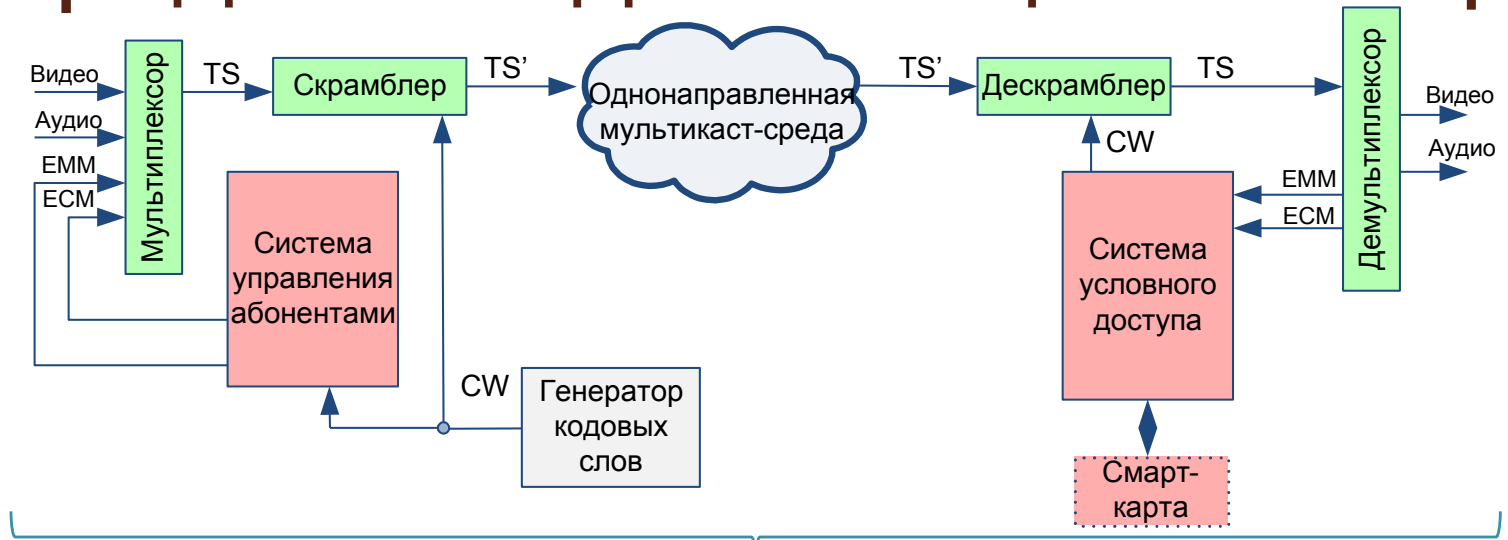 Видео
Аудио
EMM
ECM
Мультиплексор
TS
Скрамблер
TS’
Однонаправленная
мультикаст-среда
TS’
Дескрамблер
TS
Демультиплексор
Видео
Аудио
CW
EMM
ECM
Система
управления
абонентами
CW
Генератор
кодовых
слов
Система
условного
доступа
Смарт-
карта